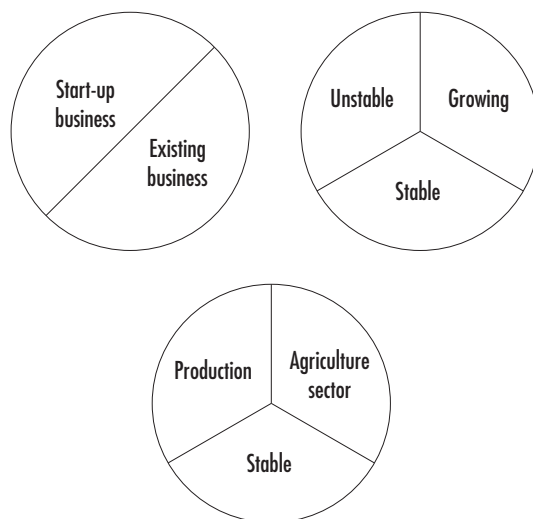 Start-up
business
Existing
business
Unstable
Growing
Stable
Production
Agriculture
sector
Stable